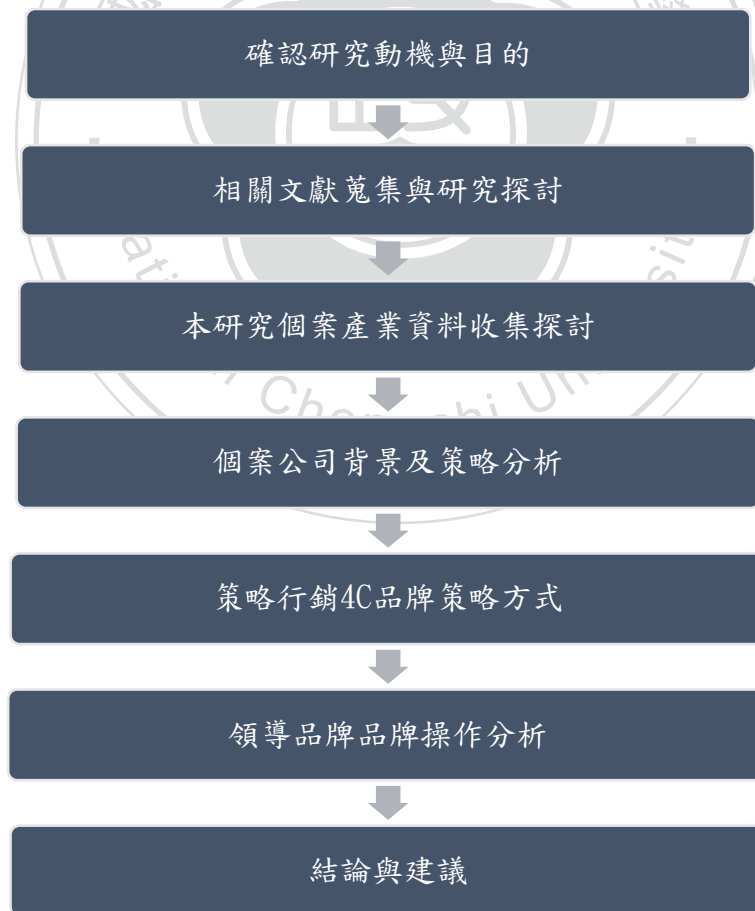 確認研究動機與目的
相關文獻蒐集與研究探討
本研究個案產業資料收集探討
個案公司背景及策略分析
策略行銷4C品牌策略方式
領導品牌品牌操作分析
結論與建議